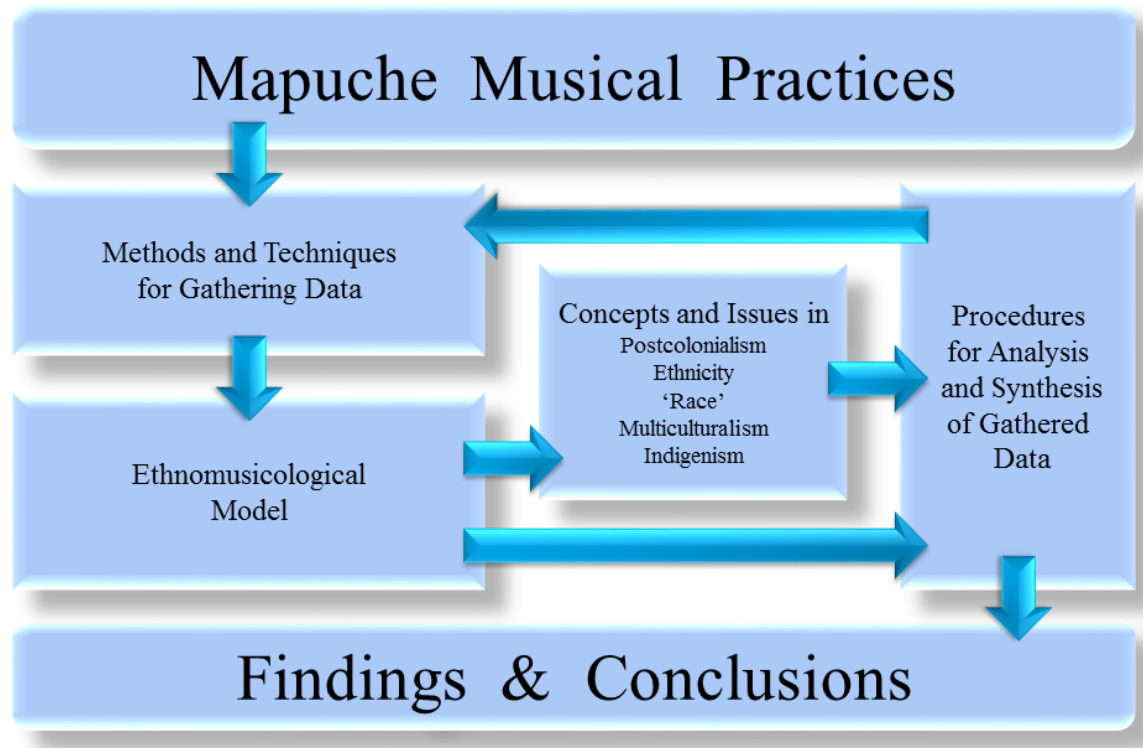 Mapuche Musical Practices
Methods and Techniques
for Gathering Data
Concepts and Issues in
Postcolonialism
Ethnicity
‘Race’
Multiculturalism
Indigenism
Procedures
for Analysis
and Synthesis
of Gathered
Data
Ethnomusicological
Model
Findings & Conclusions